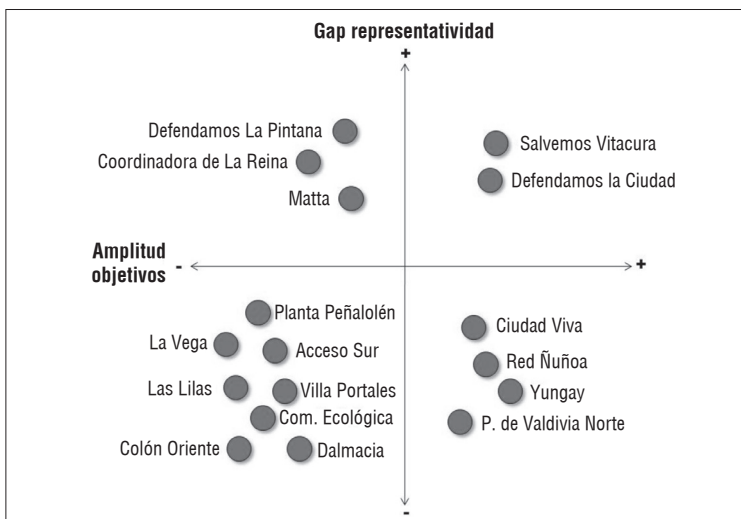 Gap representatividad
+
Defendamos La Pintana
Salvemos Vitacura
Coordinadora de La Reina
Defendamos la Ciudad
Matta
Amplitud
objetivos
-
+
Planta Peñalolén
Ciudad Viva
La Vega
Acceso Sur
Red Ñuñoa
Las Lilas
Villa Portales
Yungay
Com. Ecológica
P. de Valdivia Norte
Colón Oriente
Dalmacia
-